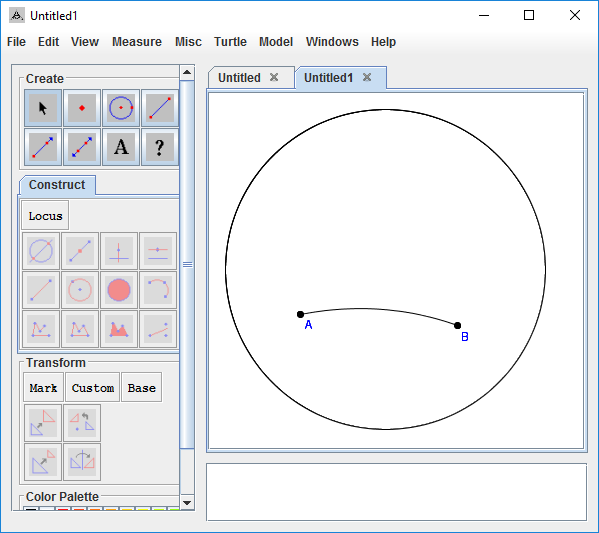 Untitled1
File Edit View Measure Misc Turtle Model Windows Help
Create
A ?
Construct
Locus
Transform
Mark Custom Base
Color Palette
Untitled Untitled1
A
B